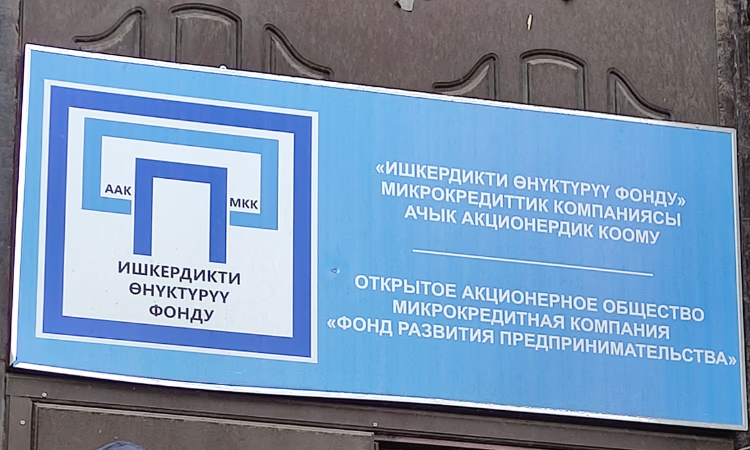 ААК
МКК
ИШКЕРДИКТИ
ӨНҮКТҮРҮҮ
ФОНДУ
«ИШКЕРДИКТИ ӨНҮКТҮРҮҮ ФОНДУ»
МИКРОКРЕДИТТИК КОМПАНИЯСЫ
АЧЫК АКЦИОНЕРДИК КООМУ
ОТКРЫТОЕ АКЦИОНЕРНОЕ ОБЩЕСТВО
МИКРОКРЕДИТНАЯ КОМПАНИЯ
«ФОНД РАЗВИТИЯ ПРЕДПРИНИМАТЕЛЬСТВА»